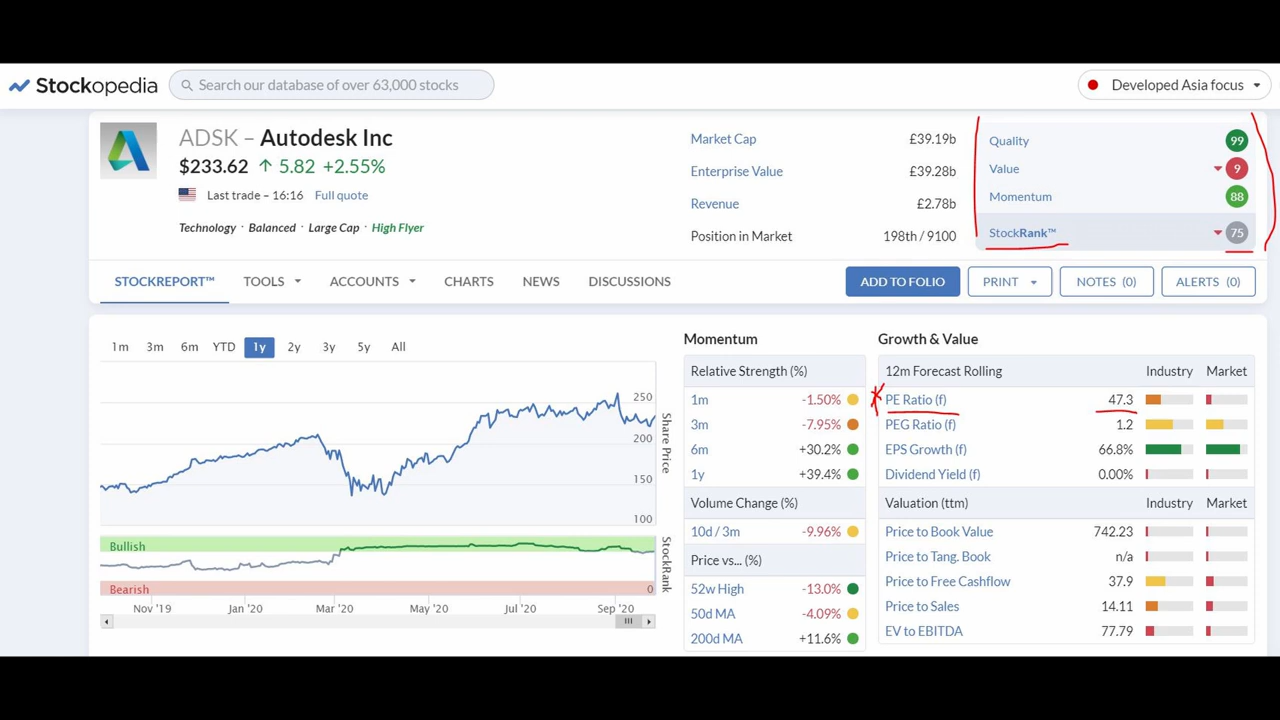 Stockopedia Search our database of over 63,000 stocks Developed Asia focus
ADSK – Autodesk Inc
$233.62 ↑ 5.82 +2.55%
Last trade – 16:16 Full quote
Technology · Balanced · Large Cap · High Flyer
Market Cap £39.19b
Enterprise Value £39.28b
Revenue £2.78b
Position in Market 198th / 9100
Quality 99
Value 9
Momentum 88
StockRank™ 75
STOCKREPORT™ TOOLS ACCOUNTS CHARTS NEWS DISCUSSIONS ADD TO FOLIO PRINT NOTES (0) ALERTS (0)
1m 3m 6m YTD 1y 2y 3y 5y All
250
200
150
100
Share Price
Bullish
Bearish 0
StockRank
Nov '19 Jan '20 Mar '20 May '20 Jul '20 Sep '20
Momentum
Relative Strength (%)
1m -1.50%
3m -7.95%
6m +30.2%
1y +39.4%
Volume Change (%)
10d / 3m -9.96%
Price vs... (%)
52w High -13.0%
50d MA -4.09%
200d MA +11.6%
Growth & Value
12m Forecast Rolling Industry Market
PE Ratio (f) 47.3
PEG Ratio (f) 1.2
EPS Growth (f) 66.8%
Dividend Yield (f) 0.00%
Valuation (ttm) Industry Market
Price to Book Value 742.23
Price to Tang. Book n/a
Price to Free Cashflow 37.9
Price to Sales 14.11
EV to EBITDA 77.79